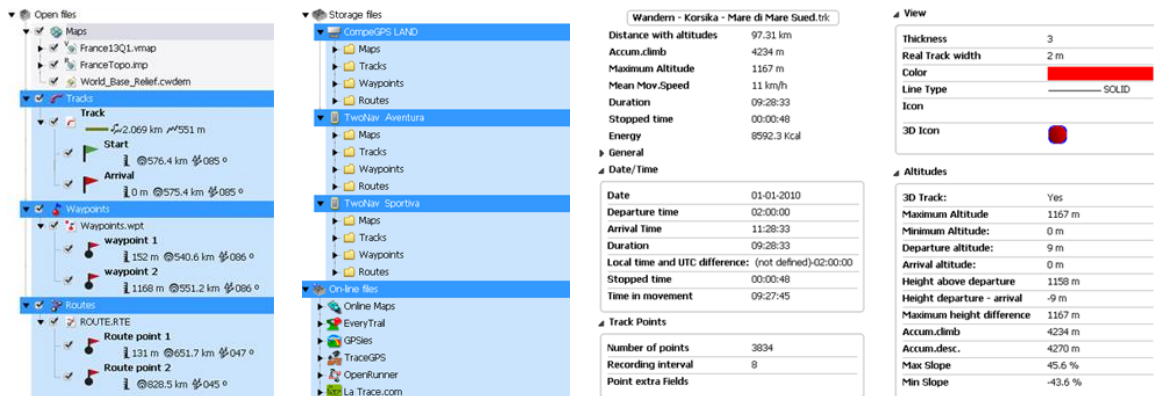 Open files
Maps
France13Q1.vmap
FranceTopo.imp
World_Base_Relief.cwdem
Tracks
Track
2.069 km 551 m
Start
576.4 km 085 º
Arrival
0 m 575.4 km 085 º
Waypoints
Waypoints.wpt
waypoint 1
152 m 540.6 km 086 º
waypoint 2
1168 m 551.2 km 086 º
Routes
ROUTE.RTE
Route point 1
131 m 651.7 km 047 º
Route point 2
828.5 km 045 º
Storage files
CompeGPS LAND
Maps
Tracks
Waypoints
Routes
TwoNav Aventura
Maps
Tracks
Waypoints
Routes
TwoNav Sportiva
Maps
Tracks
Waypoints
Routes
On-line files
Online Maps
EveryTrail
GPSies
TraceGPS
OpenRunner
La Trace.com
Wandern - Korsika - Mare di Mare Sued.trk
Distance with altitudes 97.31 km
Accum.climb 4234 m
Maximum Altitude 1167 m
Mean Mov.Speed 11 km/h
Duration 09:28:33
Stopped time 00:00:48
Energy 8592.3 Kcal
General
Date/Time
Date 01-01-2010
Departure time 02:00:00
Arrival Time 11:28:33
Duration 09:28:33
Local time and UTC difference: (not defined)-02:00:00
Stopped time 00:00:48
Time in movement 09:27:45
Track Points
Number of points 3834
Recording interval 8
Point extra Fields
View
Thickness 3
Real Track width 2 m
Color
Line Type SOLID
Icon
3D Icon
Altitudes
3D Track: Yes
Maximum Altitude 1167 m
Minimum Altitude: 0 m
Departure altitude: 9 m
Arrival altitude: 0 m
Height above departure 1158 m
Height departure - arrival -9 m
Maximum height difference 1167 m
Accum.climb 4234 m
Accum.desc. 4270 m
Max Slope 45.6 %
Min Slope -43.6 %